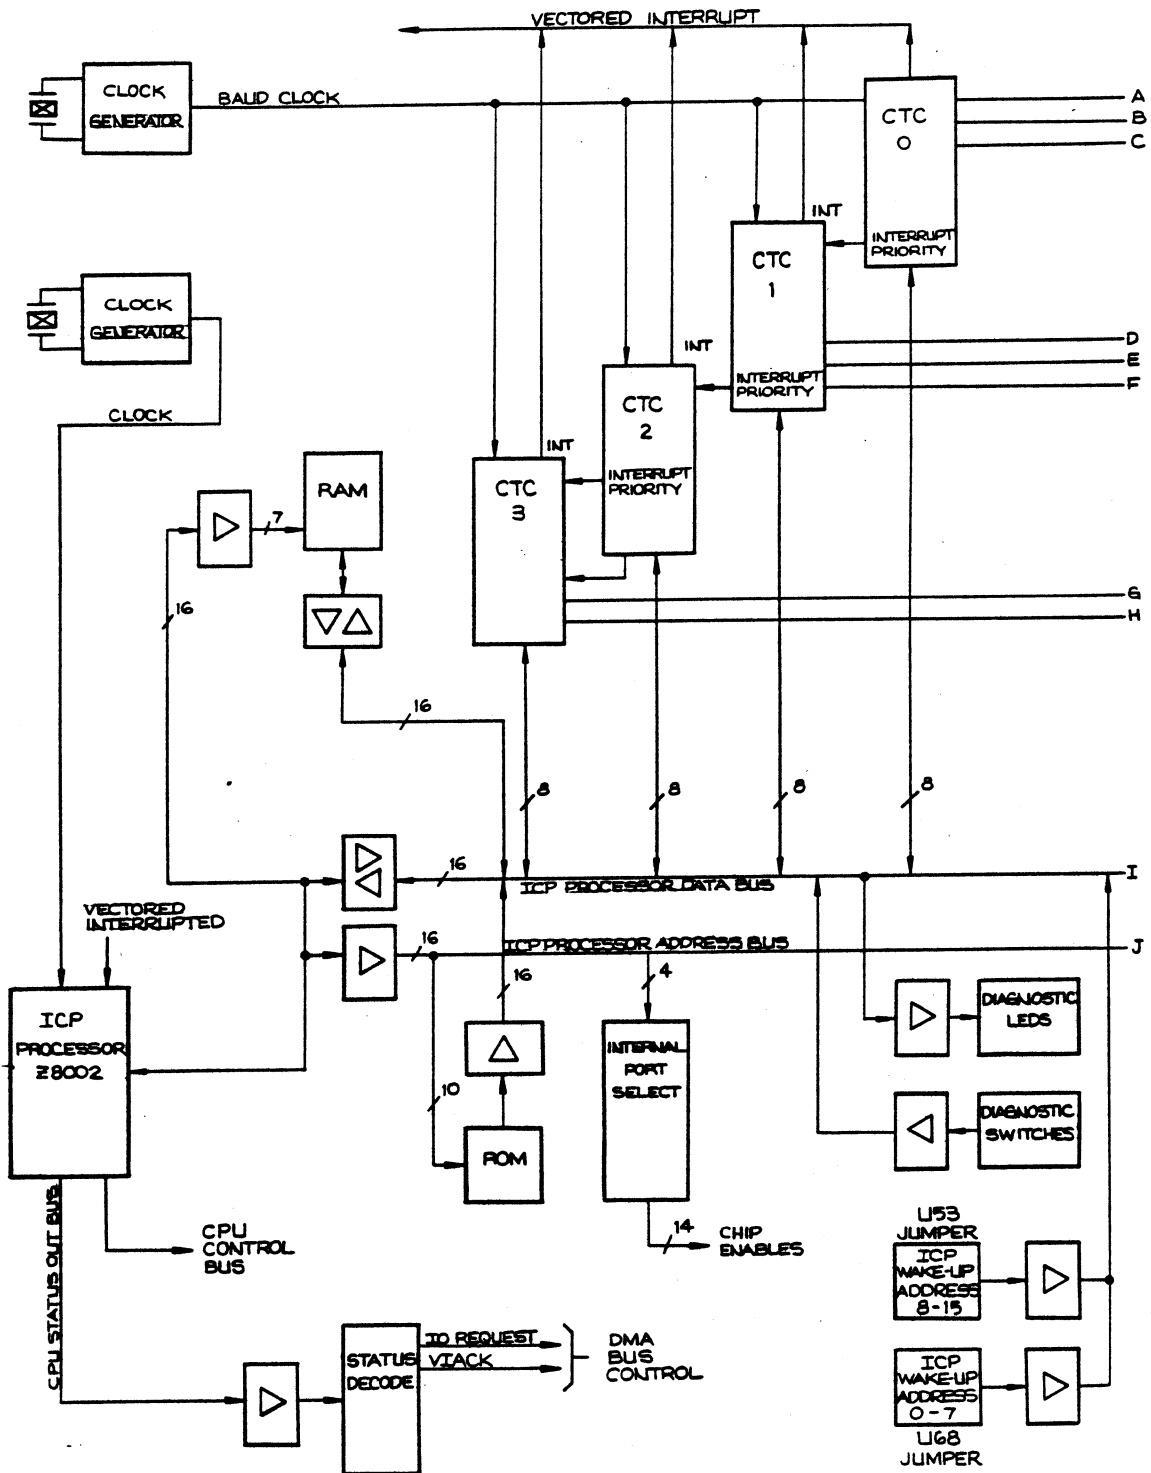 VECTORED INTERRUPT
CLOCK
GENERATOR
BAUD CLOCK
CTC
0
A
B
C
INT
INTERRUPT
PRIORITY
CTC
1
CLOCK
GENERATOR
D
E
F
INT
INTERRUPT
PRIORITY
CTC
2
CLOCK
INT
INTERRUPT
PRIORITY
CTC
3
RAM
7
16
G
H
16
8
8
8
8
16
ICP PROCESSOR DATA BUS
I
VECTORED
INTERRUPTED
16
ICP PROCESSOR ADDRESS BUS
J
16
4
ICP
PROCESSOR
Z8002
INTERNAL
PORT
SELECT
DIAGNOSTIC
LEDS
10
ROM
DIAGNOSTIC
SWITCHES
CPU STATUS OUT BUS
CPU
CONTROL
BUS
14
CHIP
ENABLES
U53
JUMPER
ICP
WAKE-UP
ADDRESS
8-15
STATUS
DECODE
IO REQUEST
VIACK
DMA
BUS
CONTROL
ICP
WAKE-UP
ADDRESS
0-7
U68
JUMPER